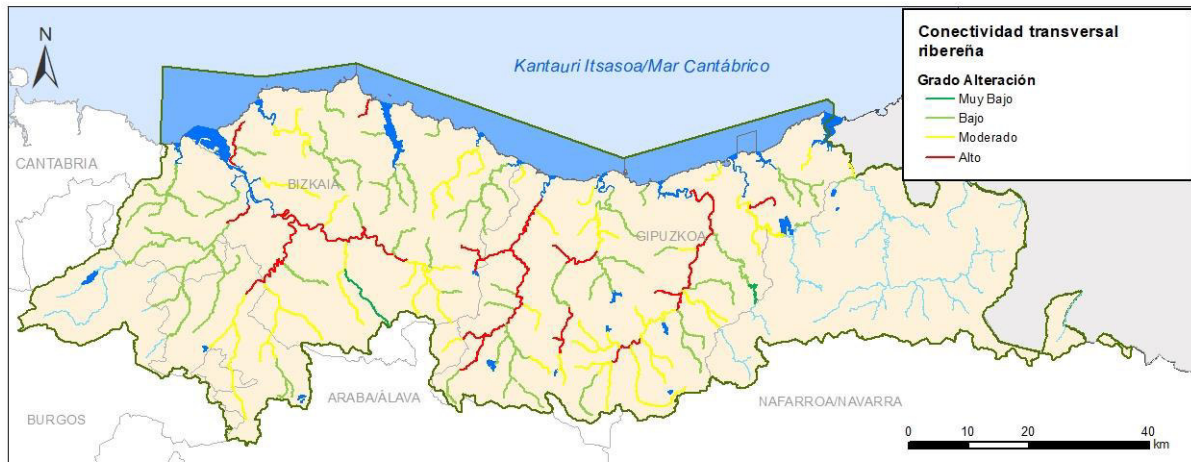 N
Kantauri Itsasoa/Mar Cantábrico
Conectividad transversal
ribereña
Grado Alteración
Muy Bajo
Bajo
Moderado
Alto
CANTABRIA
BIZKAIA
GIPUZKOA
ARABA/ÁLAVA
NAFARROA/NAVARRA
BURGOS
0 10 20 40
km